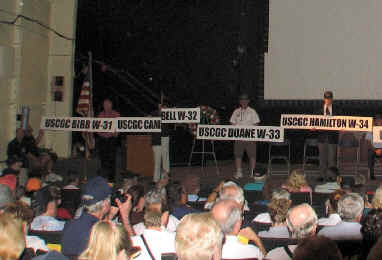 USCGC BIBB W-31
USCGC CAM
BELL W-32
USCGC DUANE W-33
USCGC HAMILTON W-34